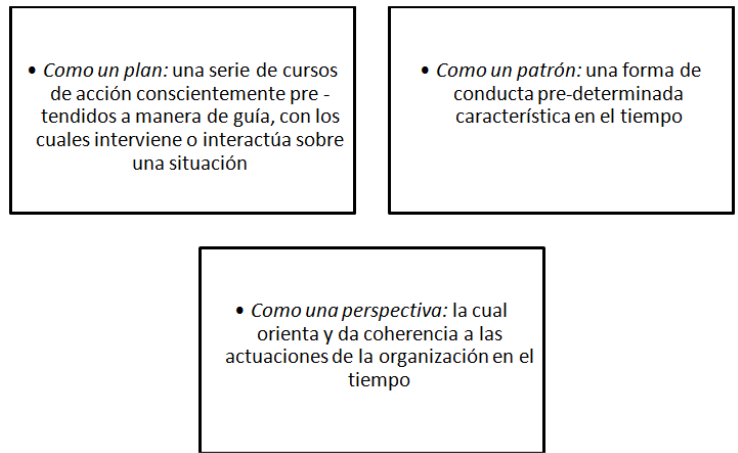 • Como un plan: una serie de cursos
de acción conscientemente pre -
tendidos a manera de guía, con los
cuales interviene o interactúa sobre
una situación
• Como un patrón: una forma de
conducta pre-determinada
característica en el tiempo
• Como una perspectiva: la cual
orienta y da coherencia a las
actuaciones de la organización en el
tiempo